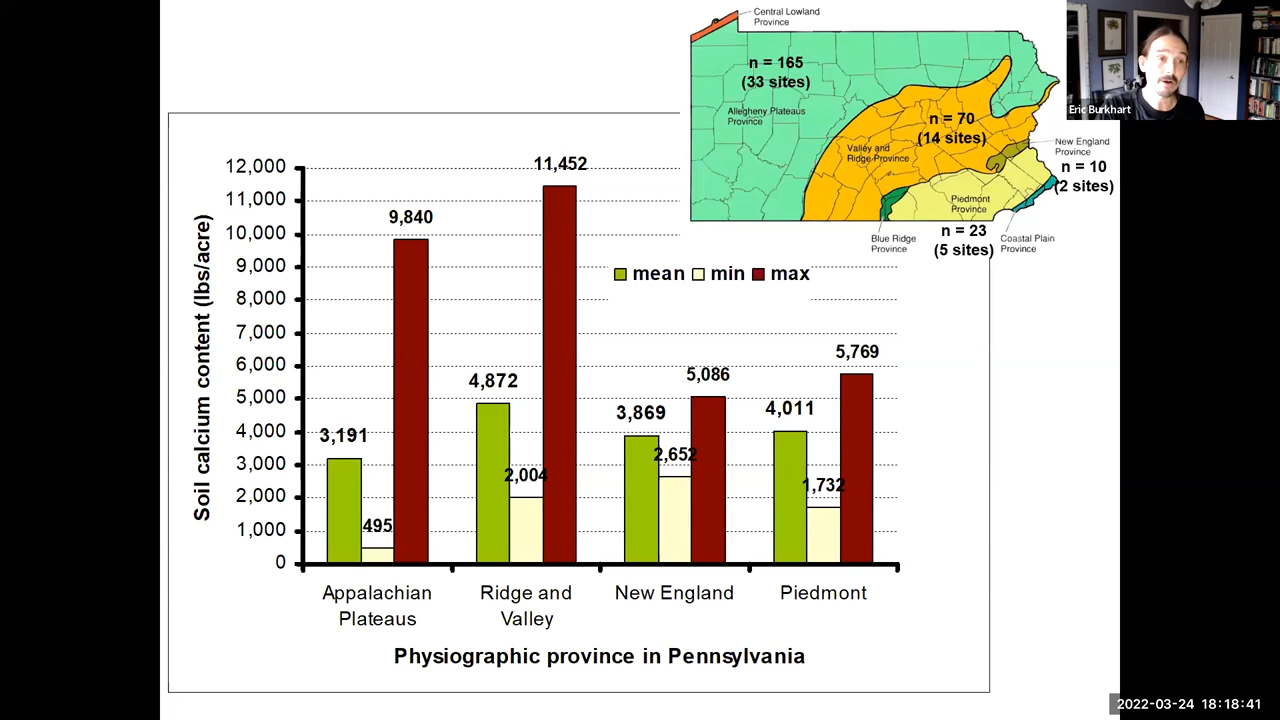 Central Lowland
Province
n = 165
(33 sites)
Allegheny Plateaus
Province
n = 70
(14 sites)
Valley and
Ridge Province
New England
Province
n = 10
(2 sites)
Piedmont
Province
Blue Ridge
Province
n = 23
(5 sites)
Coastal Plain
Province
Eric Burkhart
mean
min
max
Soil calcium content (lbs/acre)
12,000
11,000
10,000
9,000
8,000
7,000
6,000
5,000
4,000
3,000
2,000
1,000
0
3,191
495
9,840
4,872
2,004
11,452
3,869
2,652
5,086
4,011
1,732
5,769
Appalachian
Plateaus
Ridge and
Valley
New England
Piedmont
Physiographic province in Pennsylvania
2022-03-24 18:18:41